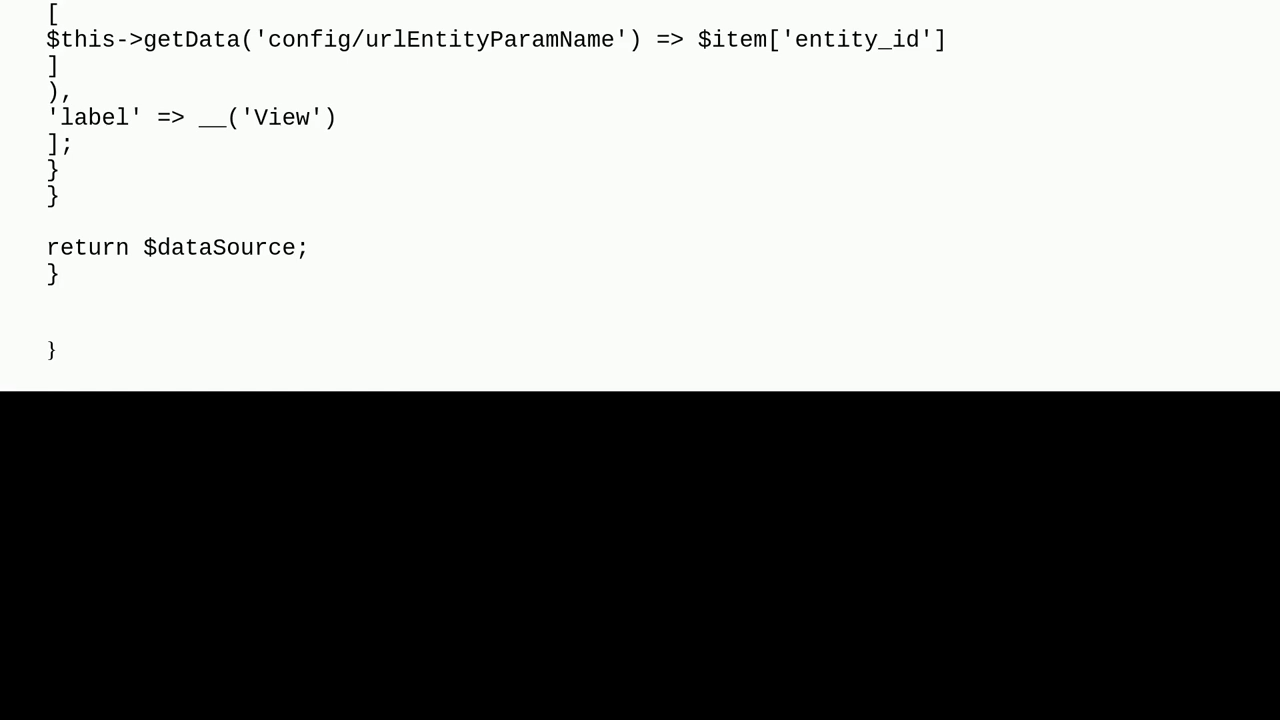 [
$this->getData('config/urlEntityParamName') => $item['entity_id']
]
),
'label' => __('View')
];
}
}
return $dataSource;
}
}